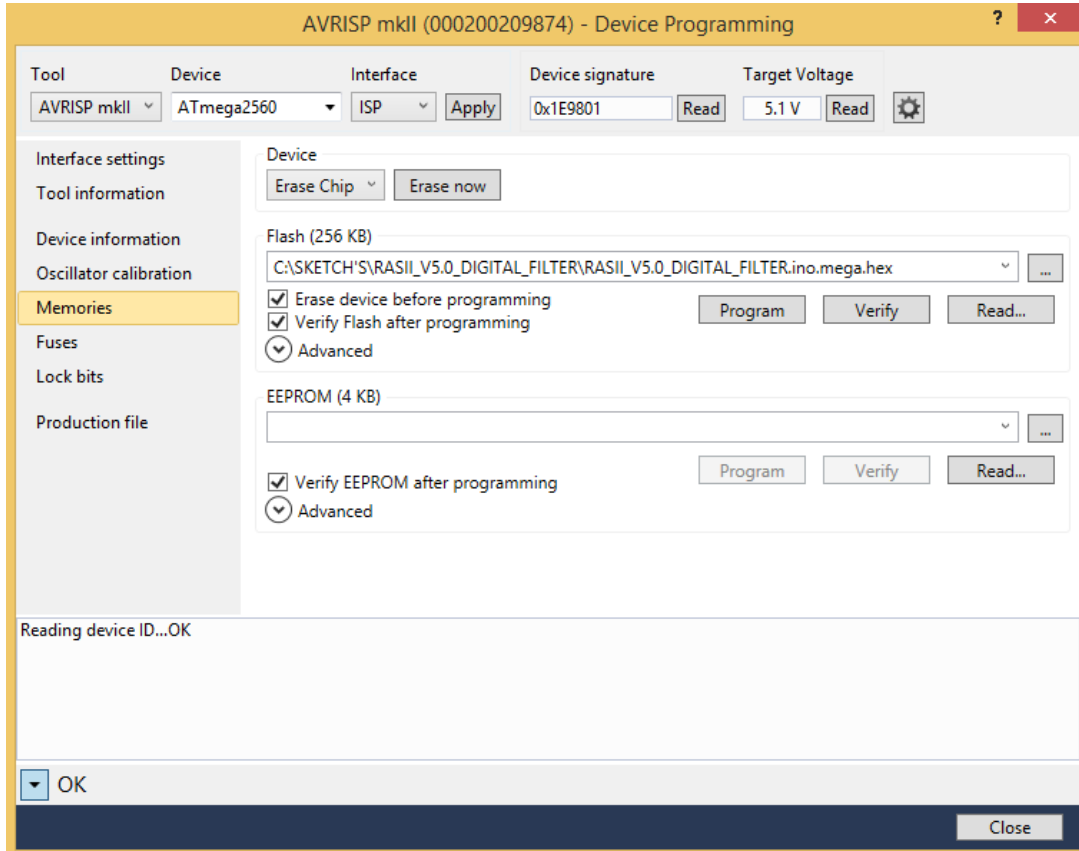 AVRISP mkII (000200209874) - Device Programming ? ×
Tool Device Interface Device signature Target Voltage
AVRISP mkII ATmega2560 ISP Apply 0x1E9801 Read 5.1 V Read
Interface settings
Tool information
Device information
Oscillator calibration
Memories
Fuses
Lock bits
Production file
Device
Erase Chip Erase now
Flash (256 KB)
C:\SKETCH'S\RASII_V5.0_DIGITAL_FILTER\RASII_V5.0_DIGITAL_FILTER.ino.mega.hex ...
Erase device before programming
Verify Flash after programming
Program Verify Read...
Advanced
EEPROM (4 KB)
...
Program Verify Read...
Verify EEPROM after programming
Advanced
Reading device ID...OK
OK
Close